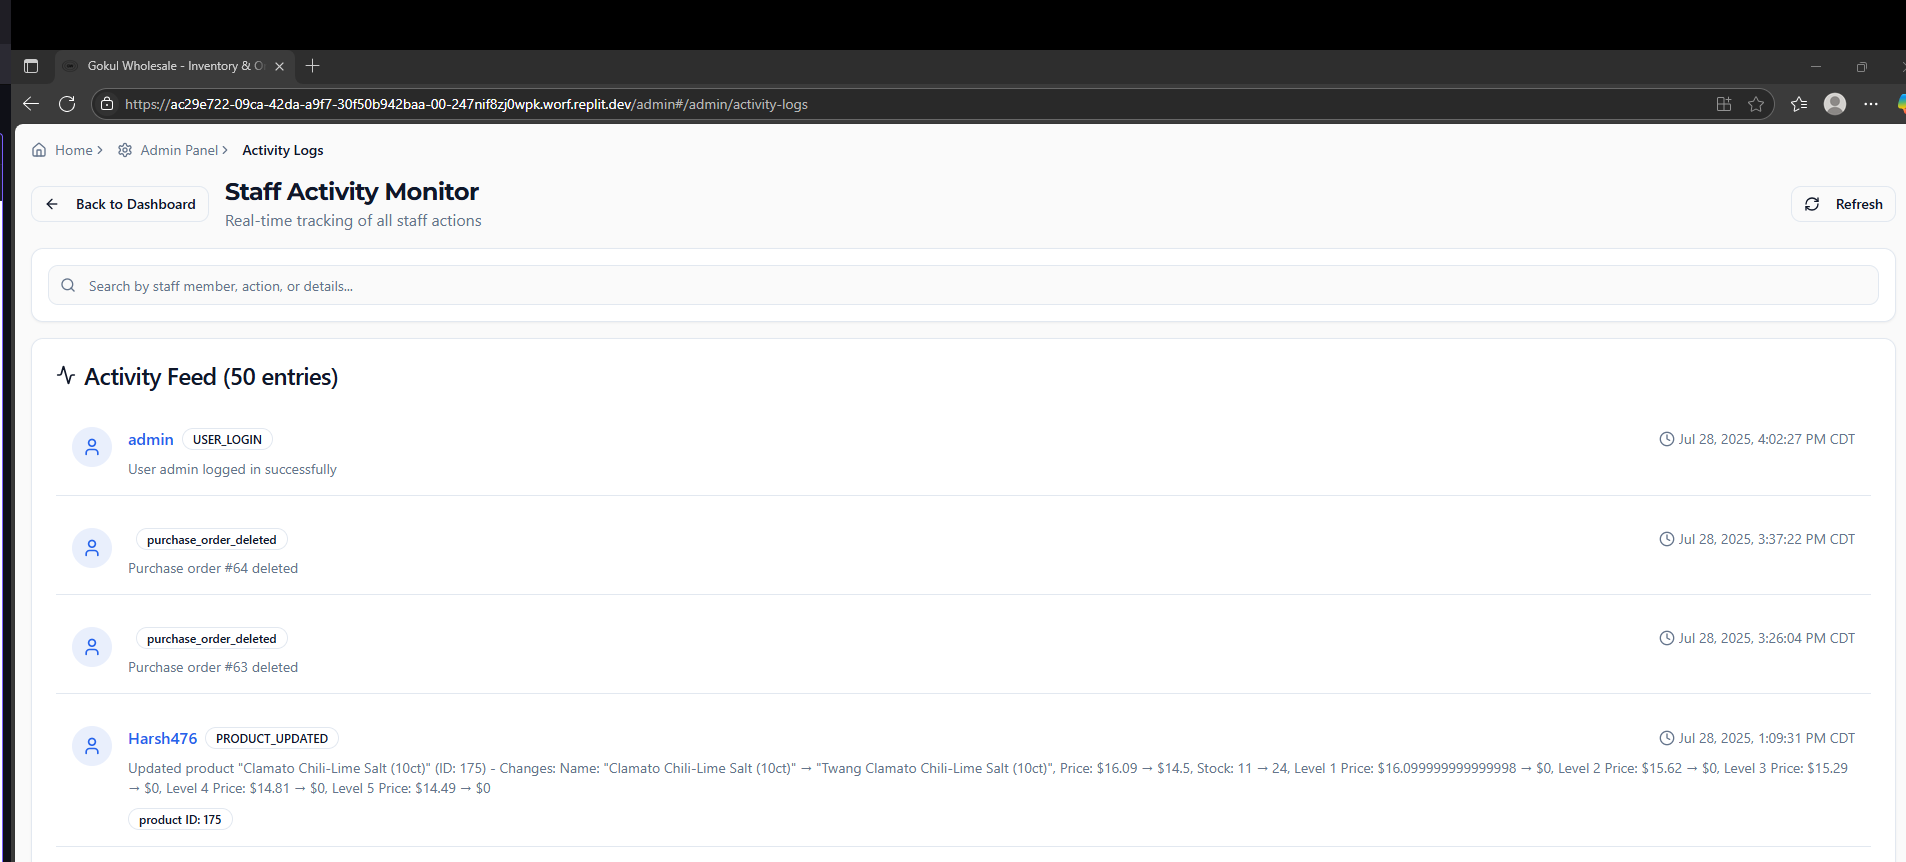 Gokul Wholesale - Inventory & O
https://ac29e722-09ca-42da-a9f7-30f50b942baa-00-247nif8zj0wpk.worf.replit.dev/admin#/admin/activity-logs
Home > Admin Panel > Activity Logs
Back to Dashboard
Staff Activity Monitor
Real-time tracking of all staff actions
Refresh
Search by staff member, action, or details...
Activity Feed (50 entries)
admin USER_LOGIN Jul 28, 2025, 4:02:27 PM CDT
User admin logged in successfully
purchase_order_deleted Jul 28, 2025, 3:37:22 PM CDT
Purchase order #64 deleted
purchase_order_deleted Jul 28, 2025, 3:26:04 PM CDT
Purchase order #63 deleted
Harsh476 PRODUCT_UPDATED Jul 28, 2025, 1:09:31 PM CDT
Updated product "Clamato Chili-Lime Salt (10ct)" (ID: 175) - Changes: Name: "Clamato Chili-Lime Salt (10ct)" → "Twang Clamato Chili-Lime Salt (10ct)", Price: $16.09 → $14.5, Stock: 11 → 24, Level 1 Price: $16.099999999999998 → $0, Level 2 Price: $15.62 → $0, Level 3 Price: $15.29
→ $0, Level 4 Price: $14.81 → $0, Level 5 Price: $14.49 → $0
product ID: 175